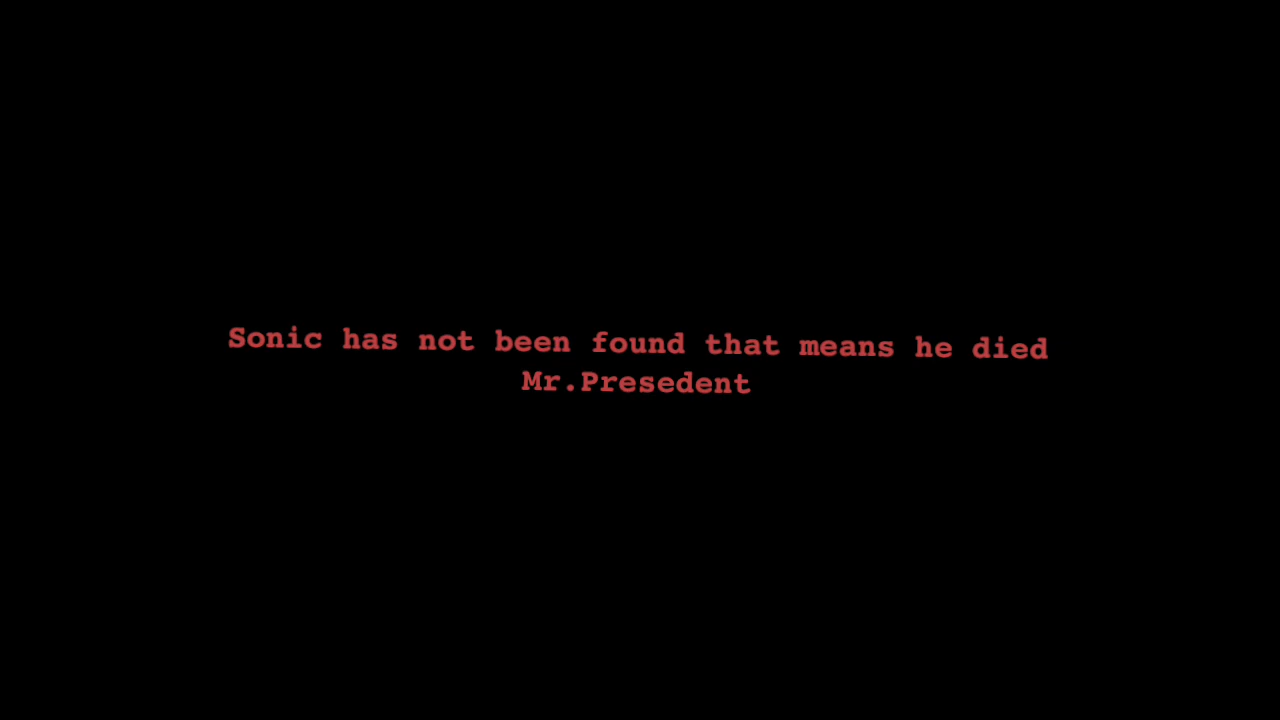 Sonic has not been found that means he died
Mr.Presedent